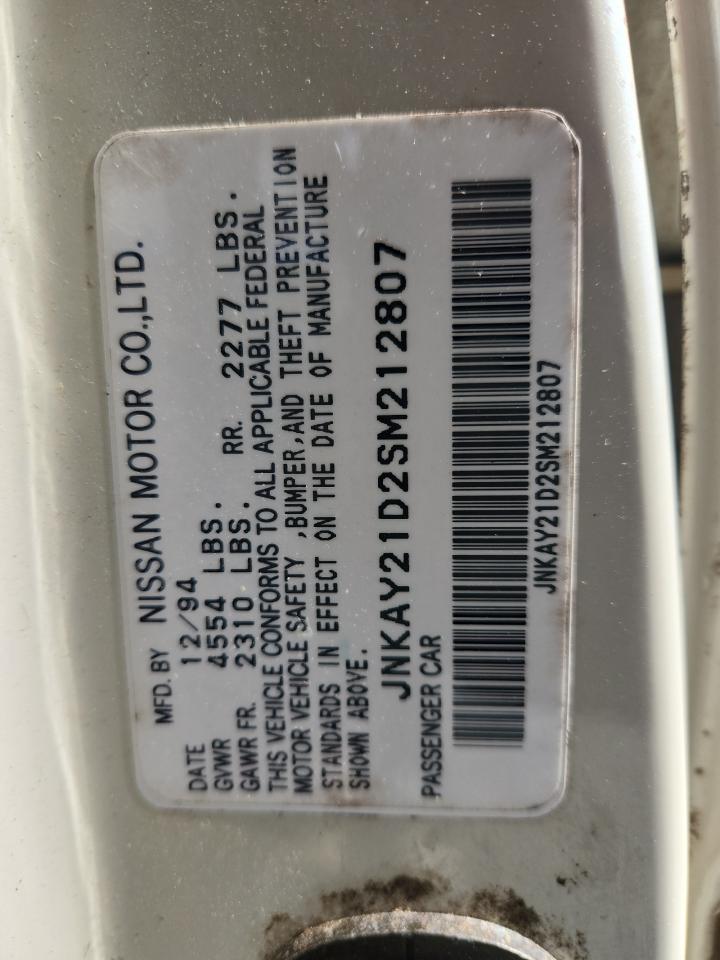 MFD. BY NISSAN MOTOR CO.,LTD.
DATE 12/94
GVWR 4554 LBS.
GAWR FR. 2310 LBS. RR. 2277 LBS.
THIS VEHICLE CONFORMS TO ALL APPLICABLE FEDERAL
MOTOR VEHICLE SAFETY ,BUMPER,AND THEFT PREVENTION
STANDARDS IN EFFECT ON THE DATE OF MANUFACTURE
SHOWN ABOVE.
JNKAY21D2SM212807
PASSENGER CAR
JNKAY21D2SM212807